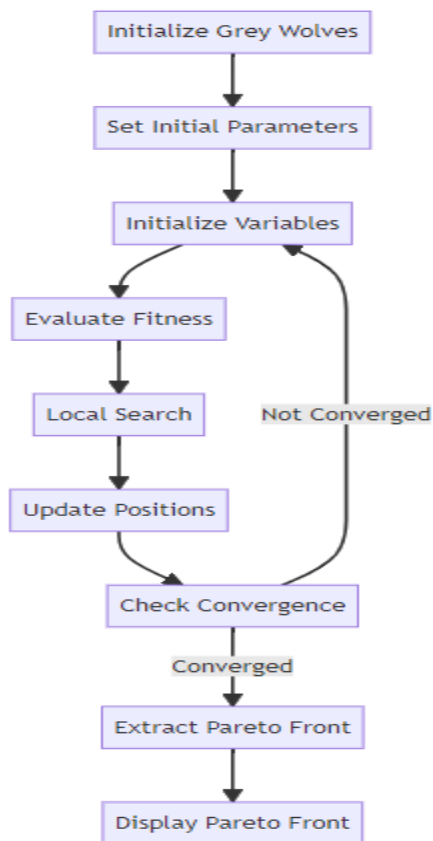 Initialize Grey Wolves
Set Initial Parameters
Initialize Variables
Evaluate Fitness
Local Search
Not Converged
Update Positions
Check Convergence
Converged
Extract Pareto Front
Display Pareto Front